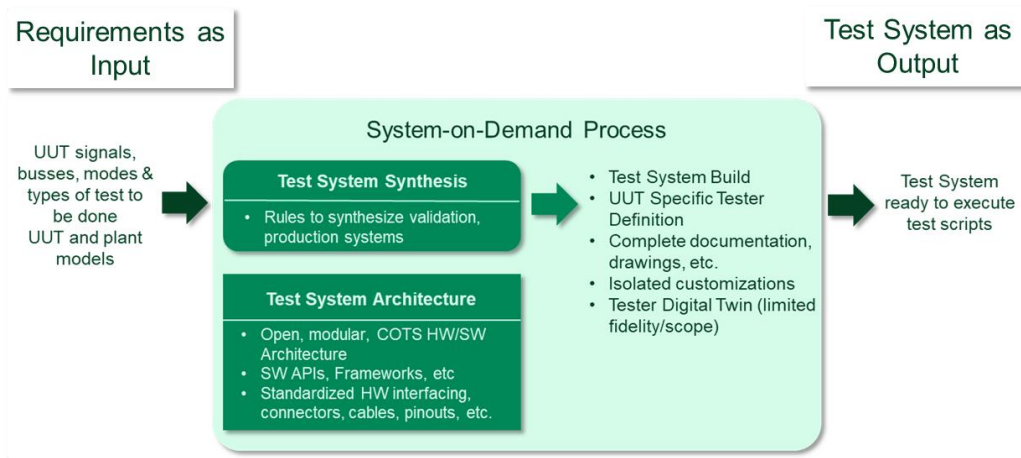 Requirements as
Input
Test System as
Output
System-on-Demand Process
UUT signals,
busses, modes &
types of test to
be done
UUT and plant
models
Test System Synthesis
• Rules to synthesize validation,
production systems
Test System Architecture
• Open, modular, COTS HW/SW
Architecture
• SW APIs, Frameworks, etc
• Standardized HW interfacing,
connectors, cables, pinouts, etc.
• Test System Build
• UUT Specific Tester
Definition
• Complete documentation,
drawings, etc.
• Isolated customizations
• Tester Digital Twin (limited
fidelity/scope)
Test System
ready to execute
test scripts